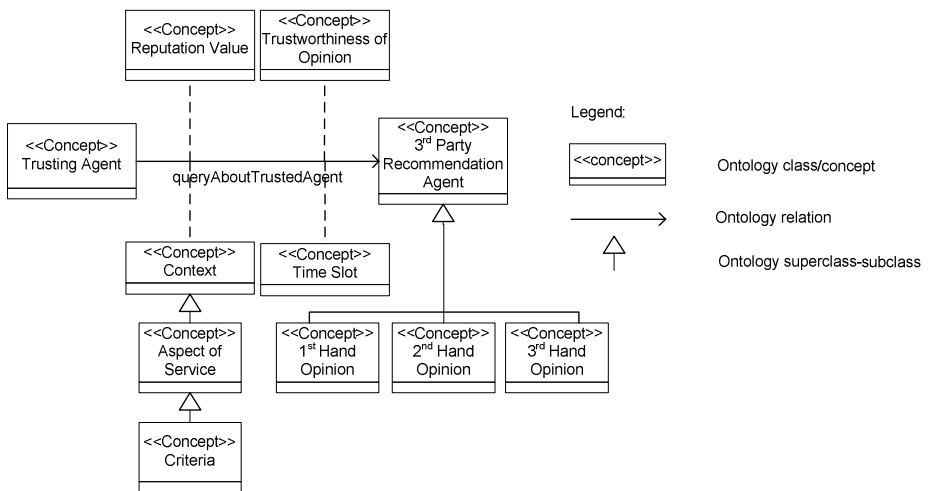 <<Concept>>
Reputation Value
<<Concept>>
Trustworthiness of
Opinion
<<Concept>>
Trusting Agent
queryAboutTrustedAgent
<<Concept>>
3rd Party
Recommendation
Agent
<<Concept>>
Context
<<Concept>>
Time Slot
<<Concept>>
Aspect of
Service
<<Concept>>
1st Hand
Opinion
<<Concept>>
2nd Hand
Opinion
<<Concept>>
3rd Hand
Opinion
<<Concept>>
Criteria
Legend:
<<concept>>
Ontology class/concept
Ontology relation
Ontology superclass-subclass